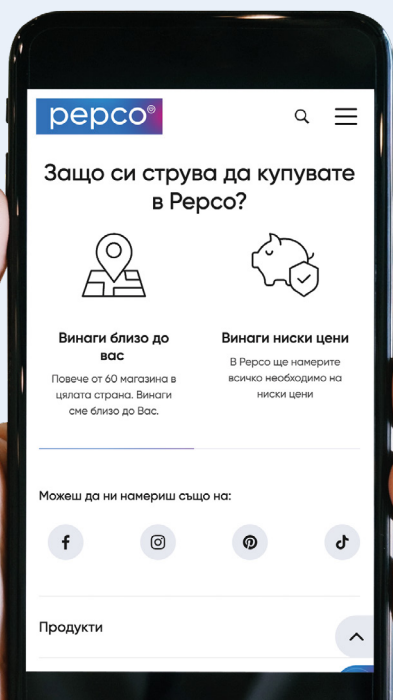 pepco®
Защо си струва да купувате
в Pepco?
Винаги близо до
вас
Повече от 60 магазина в
цялата страна. Винаги
сме близо до Вас.
Винаги ниски цени
В Pepco ще намерите
всичко необходимо на
ниски цени
Можеш да ни намериш също на:
Продукти